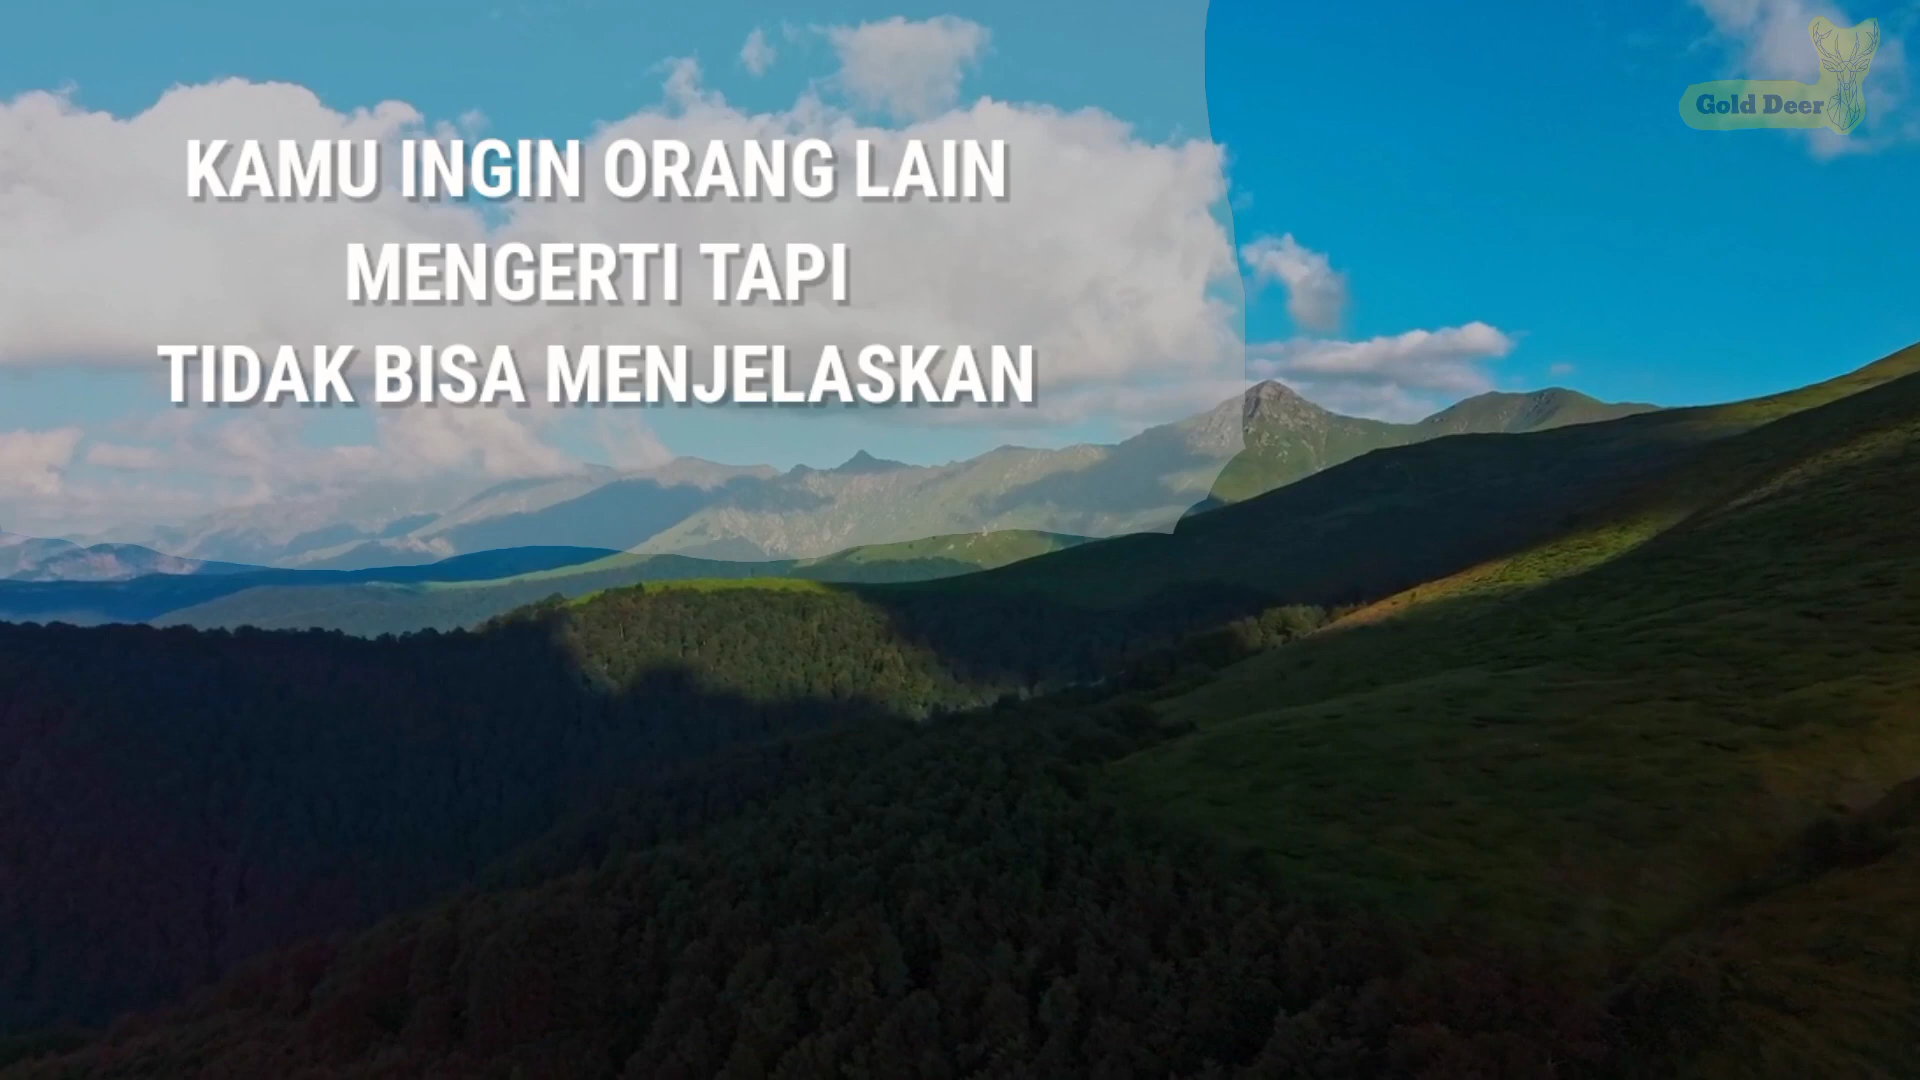 KAMU INGIN ORANG LAIN
MENGERTI TAPI
TIDAK BISA MENJELASKAN
Gold Deer